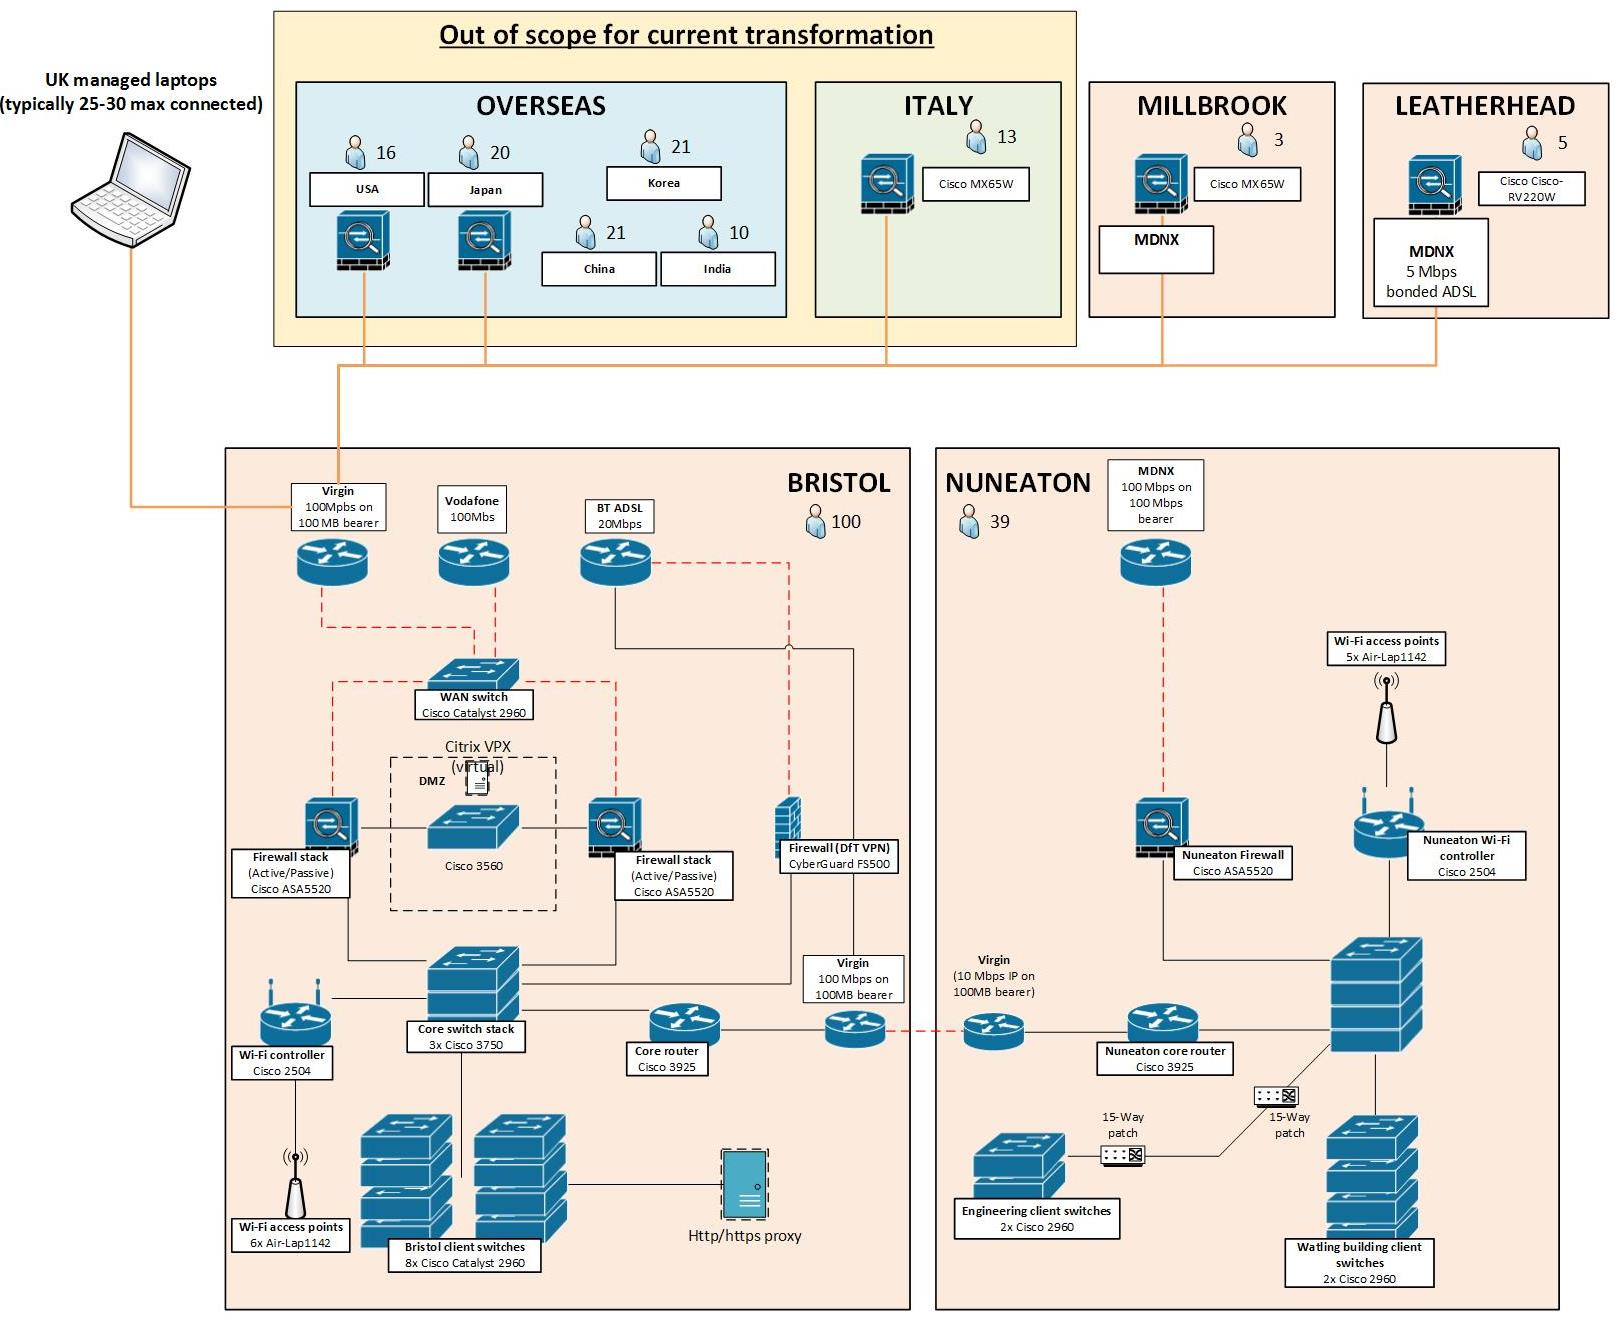 Out of scope for current transformation
UK managed laptops
(typically 25-30 max connected)
OVERSEAS
16
USA
20
Japan
21
Korea
21
China
10
India
ITALY
13
Cisco MX65W
MILLBROOK
3
Cisco MX65W
MDNX
LEATHERHEAD
5
Cisco Cisco-
RV220W
MDNX
5 Mbps
bonded ADSL
BRISTOL
100
Virgin
100Mpbs on
100 MB bearer
Vodafone
100Mbs
BT ADSL
20Mbps
WAN switch
Cisco Catalyst 2960
Citrix VPX
(virtual)
DMZ
Cisco 3560
Firewall stack
(Active/Passive)
Cisco ASA5520
Firewall stack
(Active/Passive)
Cisco ASA5520
Firewall (DfT VPN)
CyberGuard FS500
Virgin
100 Mbps on
100MB bearer
Core switch stack
3x Cisco 3750
Core router
Cisco 3925
Wi-Fi controller
Cisco 2504
Wi-Fi access points
6x Air-Lap1142
Bristol client switches
8x Cisco Catalyst 2960
Http/https proxy
NUNEATON
39
MDNX
100 Mbps on
100 Mbps
bearer
Wi-Fi access points
5x Air-Lap1142
Nuneaton Firewall
Cisco ASA5520
Nuneaton Wi-Fi
controller
Cisco 2504
Virgin
(10 Mbps IP on
100MB bearer)
Nuneaton core router
Cisco 3925
15-Way
patch
15-Way
patch
Engineering client switches
2x Cisco 2960
Watling building client
switches
2x Cisco 2960